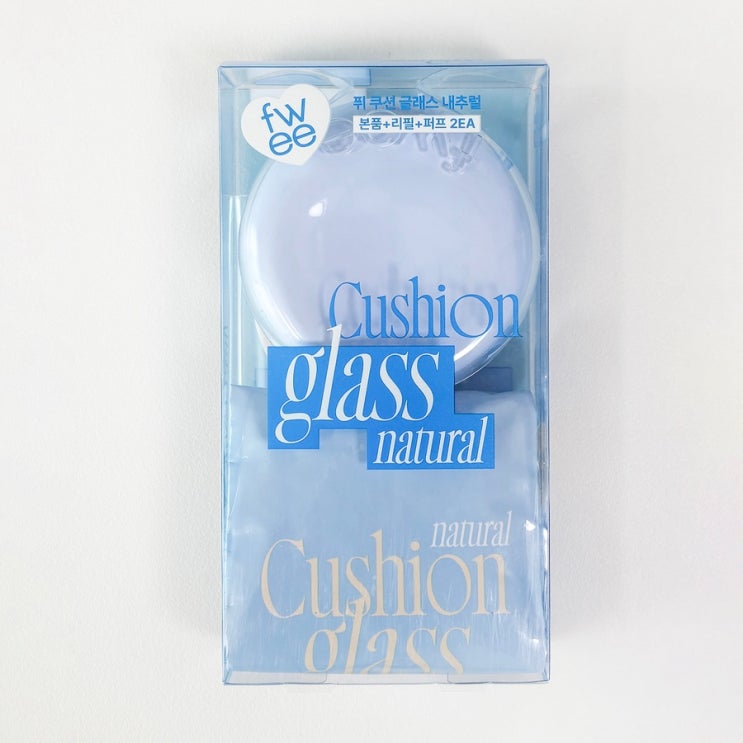 fw
ee
퓌 쿠션 글래스 내추럴
본품+리필+퍼프 2EA
Cushion
glass
natural
natural
Cushion
glass